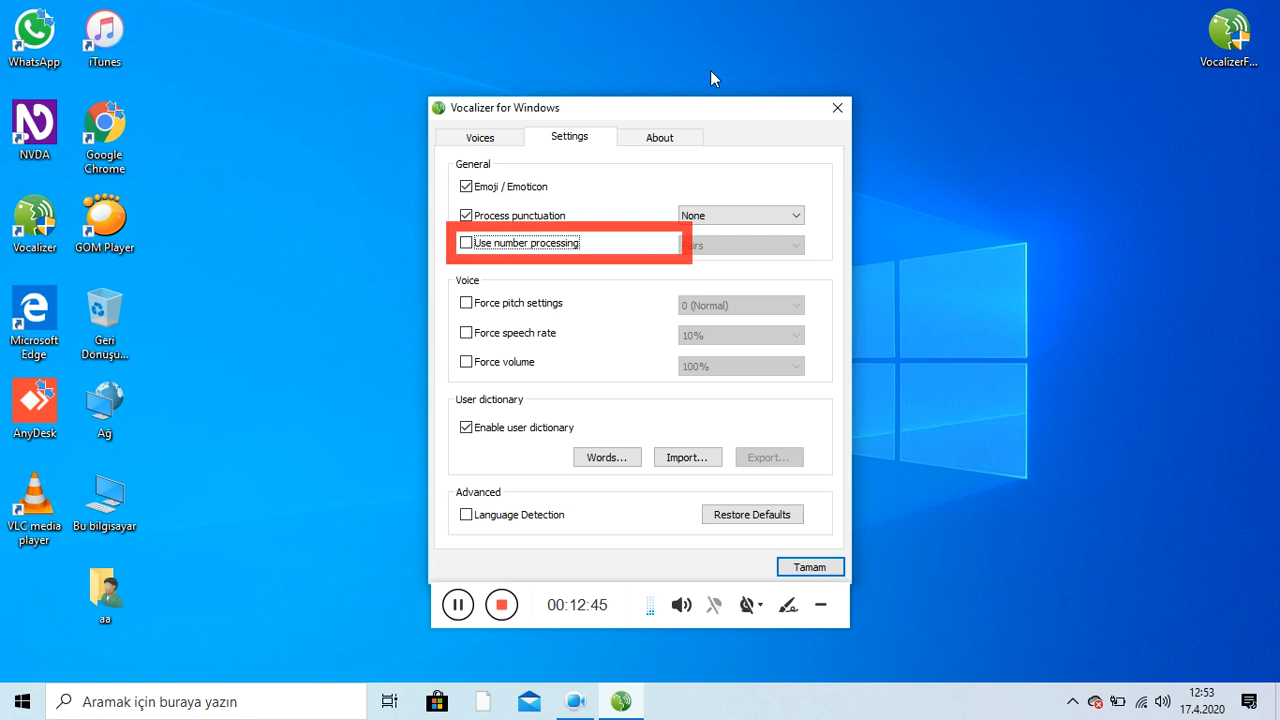 WhatsApp
iTunes
VocalizerF...
NVDA
Google
Chrome
Vocalizer
GOM Player
Microsoft
Edge
Geri
Dönüşü...
AnyDesk
Ağ
VLC media
player
Bu bilgisayar
aa
Vocalizer for Windows
Voices
Settings
About
General
Emoji / Emoticon
Process punctuation
None
Use number processing
Voice
Force pitch settings
0 (Normal)
Force speech rate
10%
Force volume
100%
User dictionary
Enable user dictionary
Words...
Import...
Export...
Advanced
Language Detection
Restore Defaults
Tamam
00:12:45
Aramak için buraya yazın
12:53
17.4.2020